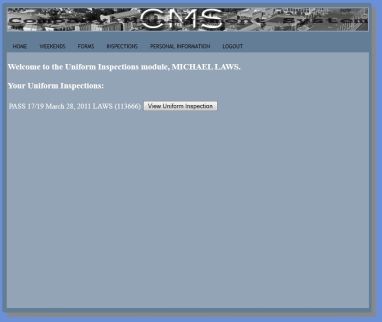 CMS
HOME WEEKENDS FORMS INSPECTIONS PERSONAL INFORMATION LOGOUT
Welcome to the Uniform Inspections module, MICHAEL LAWS.
Your Uniform Inspections:
PASS 17/19 March 28, 2011 LAWS (113666) View Uniform Inspection